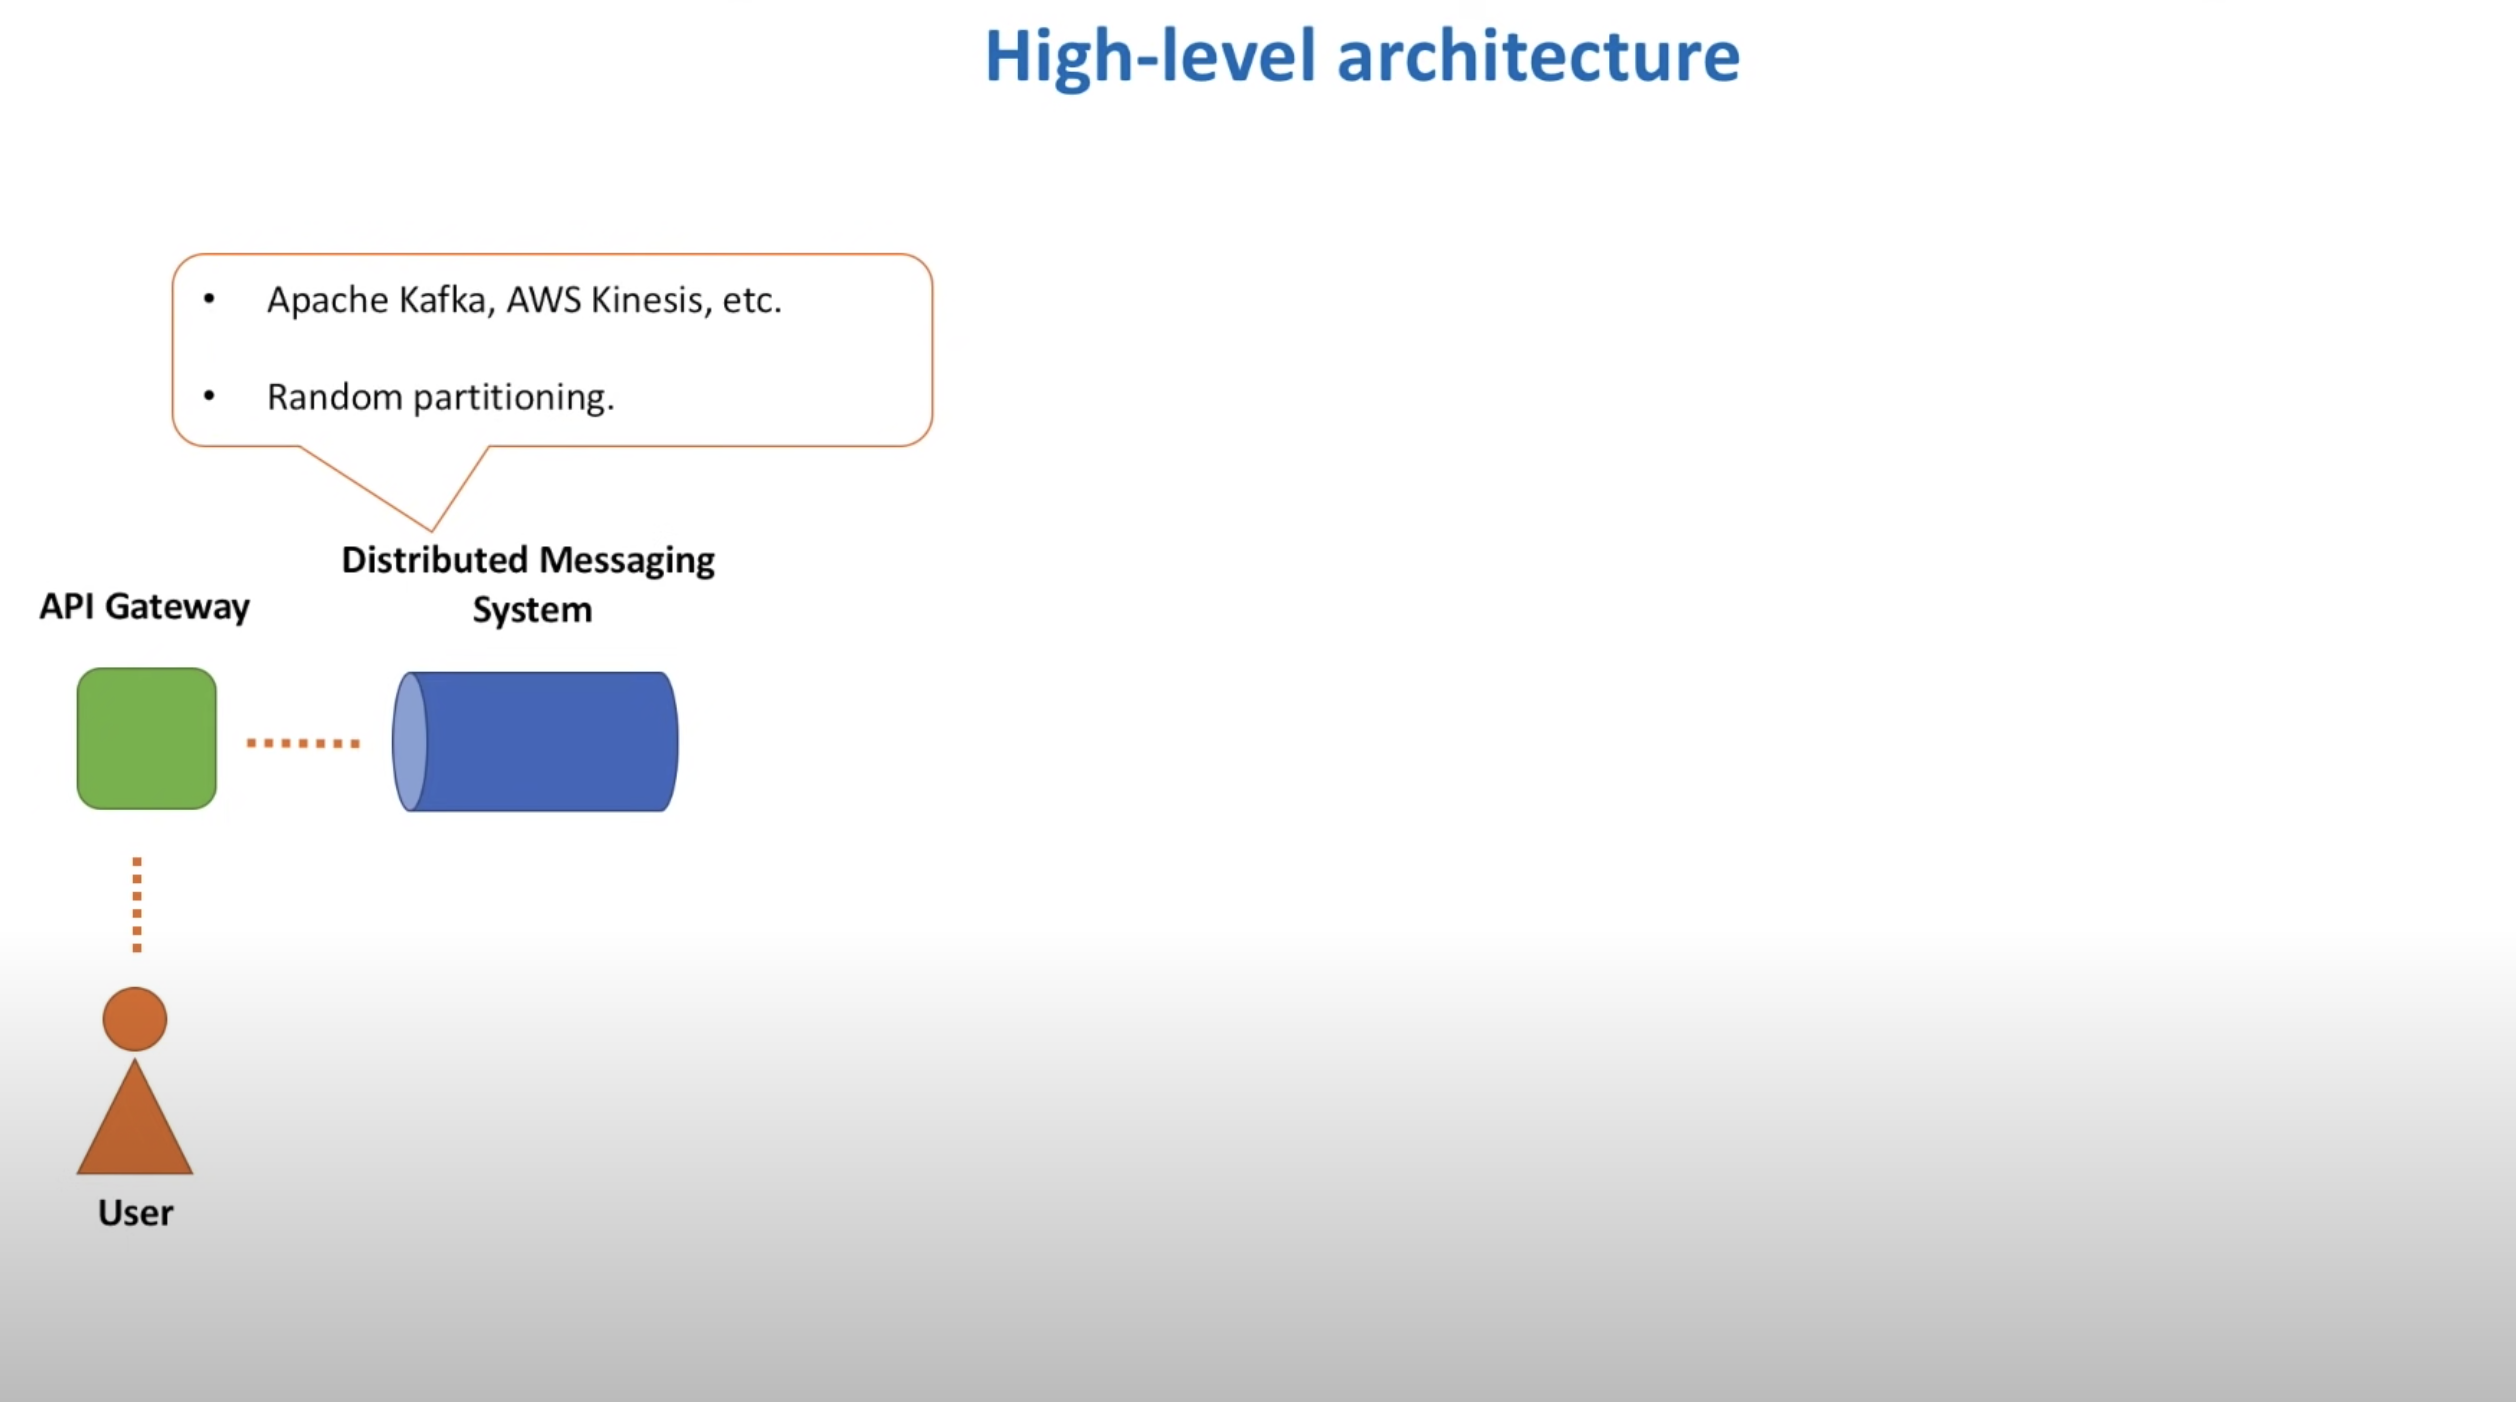 High-level architecture
• Apache Kafka, AWS Kinesis, etc.
• Random partitioning.
Distributed Messaging
System
API Gateway
User